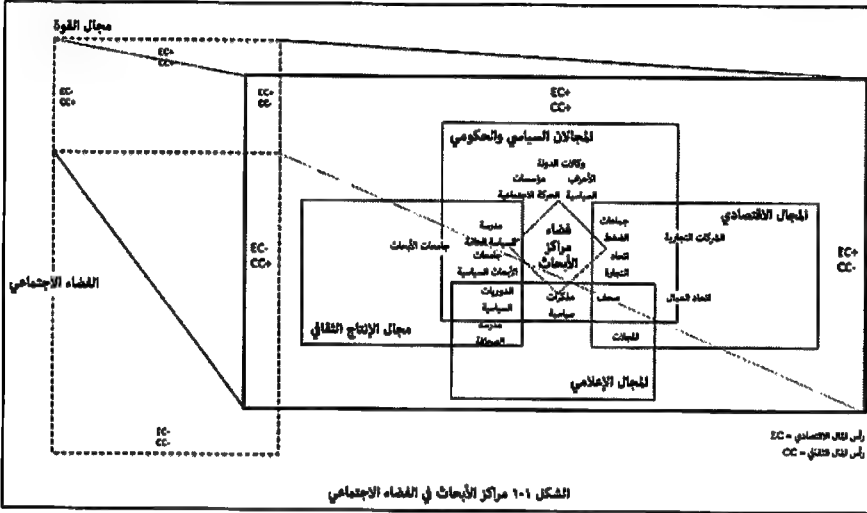 مجال القوة
EC+
CC+
EC-
CC+
EC+
CC-
EC+
CC+
المجالان السياسي والحكومي
وكالات الدولة
الأحزاب
السياسية
مؤسسات
الحركة الاجتماعية
المجال الاقتصادي
جماعات
الضغط
اتحاد
التجارة
الشركات التجارية
اتحاد العمال
فضاء
مراكز
الأبحاث
مدرسة
السياسة العامة
جامعات
الأبحاث السياسية
جامعات الأبحاث
الدوريات
السياسية
مدرسة
الصحافة
مذكرات
سياسية
صحف
المجلات
مجال الإنتاج الثقافي
المجال الإعلامي
EC-
CC+
EC+
CC+
الفضاء الاجتماعي
EC-
CC-
رأس المال الاقتصادي = EC
رأس المال الثقافي = CC
الشكل ١-١ مراكز الأبحاث في الفضاء الاجتماعي